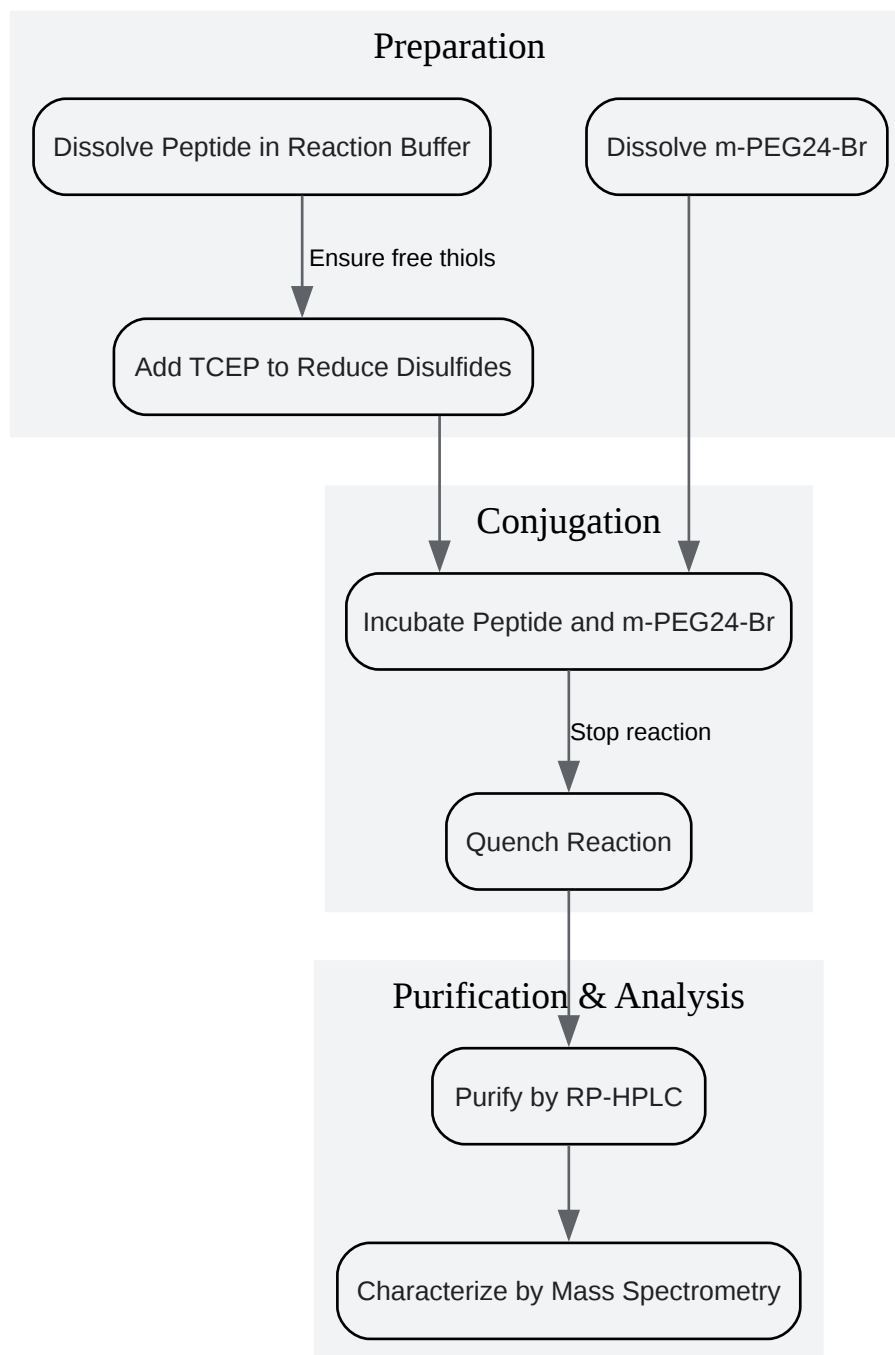 Preparation
Dissolve Peptide in Reaction Buffer
Dissolve m-PEG24-Br
Ensure free thiols
Add TCEP to Reduce Disulfides
Conjugation
Incubate Peptide and m-PEG24-Br
Stop reaction
Quench Reaction
Purification & Analysis
Purify by RP-HPLC
Characterize by Mass Spectrometry